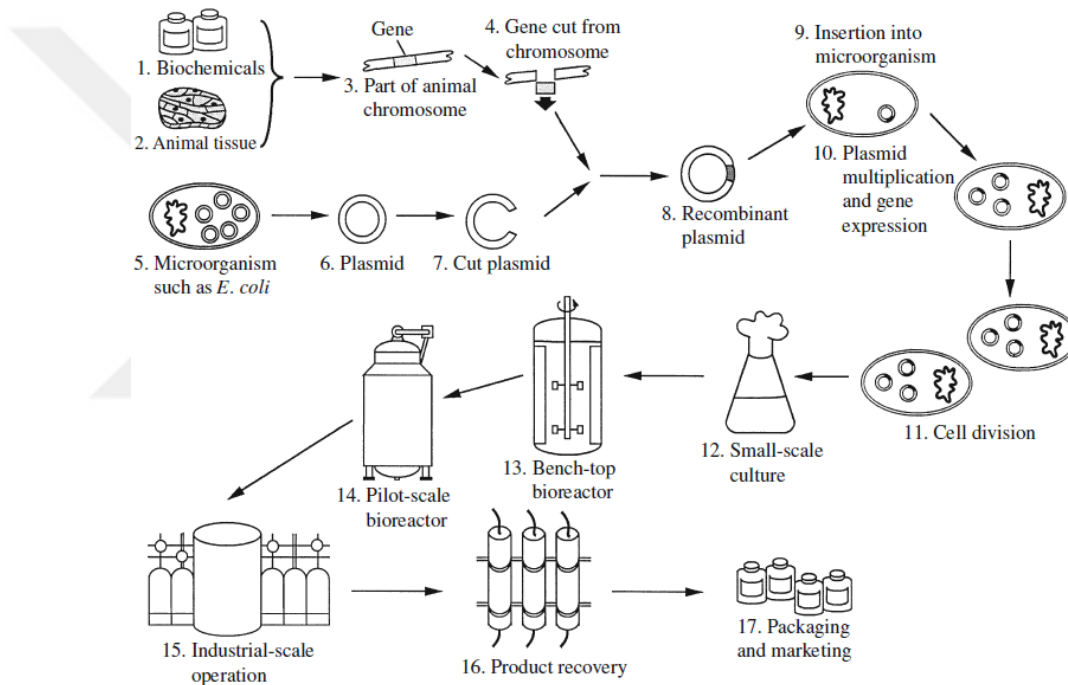 1. Biochemicals
2. Animal tissue
Gene
3. Part of animal
chromosome
4. Gene cut from
chromosome
5. Microorganism
such as E. coli
6. Plasmid
7. Cut plasmid
8. Recombinant
plasmid
9. Insertion into
microorganism
10. Plasmid
multiplication
and gene
expression
11. Cell division
12. Small-scale
culture
13. Bench-top
bioreactor
14. Pilot-scale
bioreactor
15. Industrial-scale
operation
16. Product recovery
17. Packaging
and marketing